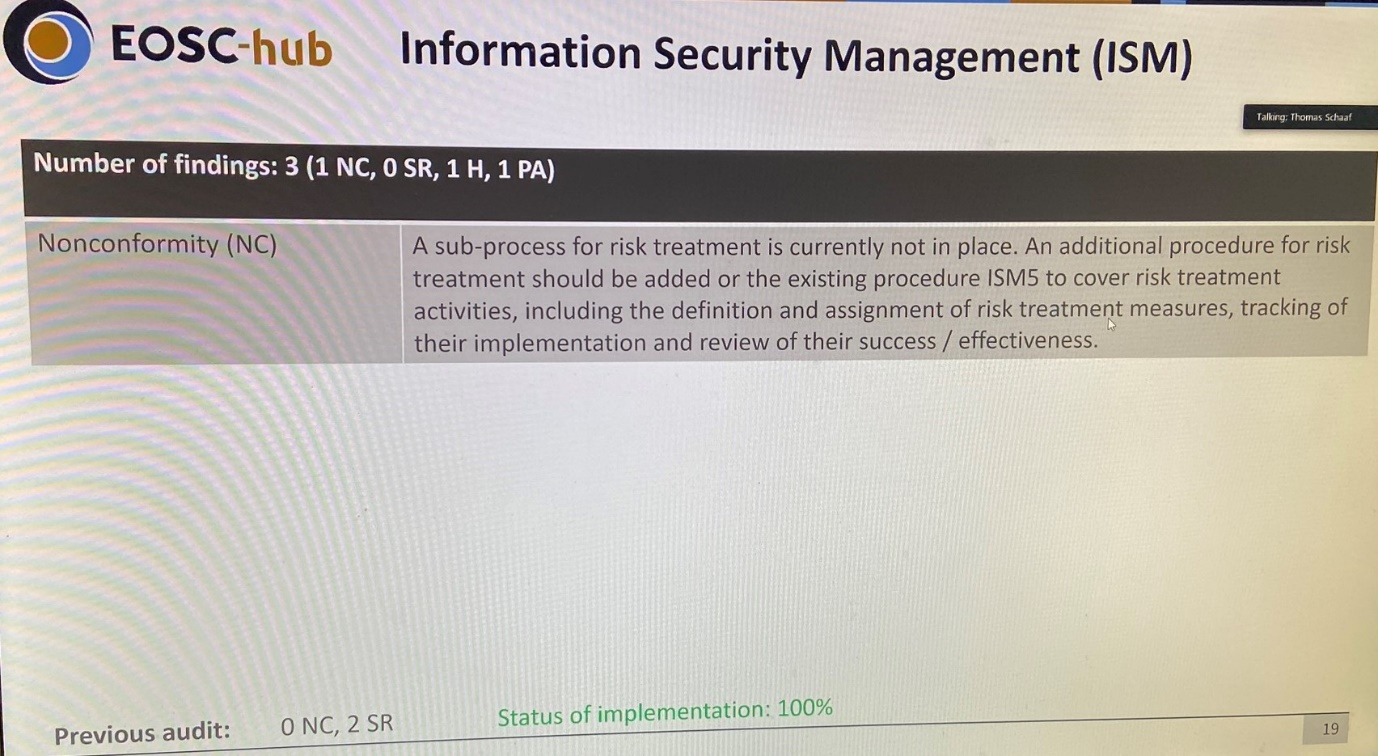 EOSC-hub Information Security Management (ISM)
Talking: Thomas Schaaf
Number of findings: 3 (1 NC, 0 SR, 1 H, 1 PA)
Nonconformity (NC)
A sub-process for risk treatment is currently not in place. An additional procedure for risk
treatment should be added or the existing procedure ISM5 to cover risk treatment
activities, including the definition and assignment of risk treatment measures, tracking of
their implementation and review of their success / effectiveness.
Previous audit: 0 NC, 2 SR Status of implementation: 100%
19